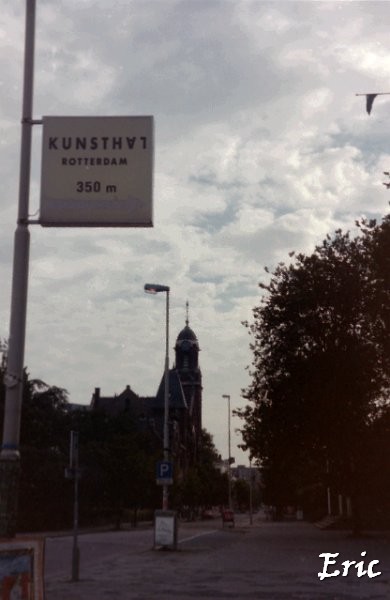 KUNSTHAL
ROTTERDAM
350 m
P
Eric